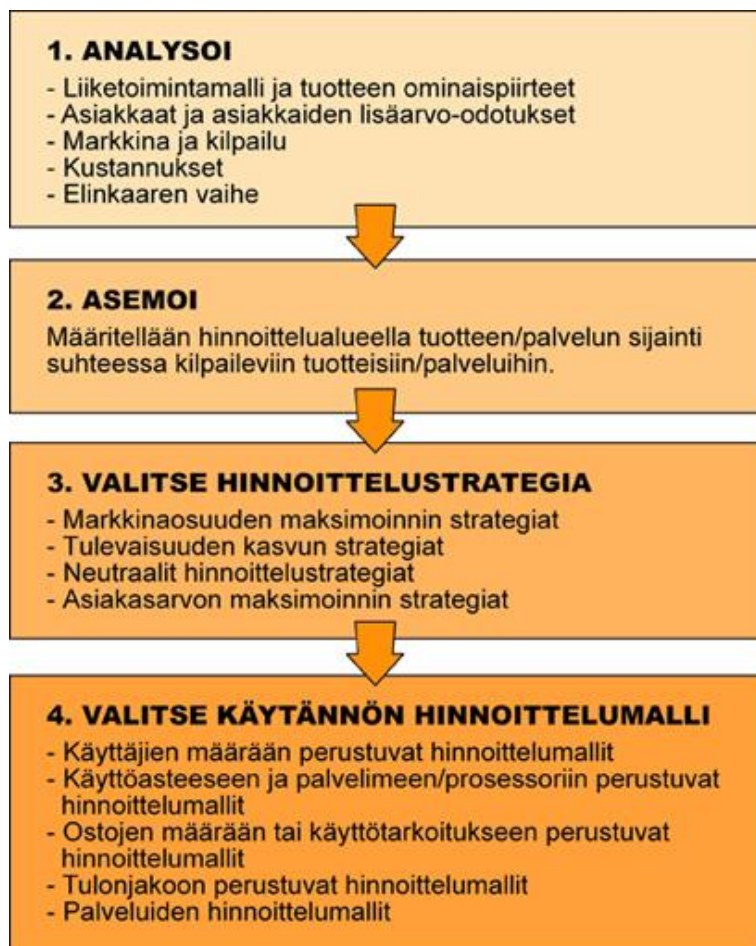 1. ANALYSOI
- Liiketoimintamalli ja tuotteen ominaispiirteet
- Asiakkaat ja asiakkaiden lisäarvo-odotukset
- Markkina ja kilpailu
- Kustannukset
- Elinkaaren vaihe
2. ASEMOI
Määritellään hinnoittelualueella tuotteen/palvelun sijainti
suhteessa kilpaileviin tuotteisiin/palveluihin.
3. VALITSE HINNOITTELUSTRATEGIA
- Markkinaosuuden maksimoinnin strategiat
- Tulevaisuuden kasvun strategiat
- Neutraalit hinnoittelustrategiat
- Asiakasarvon maksimoinnin strategiat
4. VALITSE KÄYTÄNNÖN HINNOITTELUMALLI
- Käyttäjien määrään perustuvat hinnoittelumallit
- Käyttöasteeseen ja palvelimeen/prosessoriin perustuvat
hinnoittelumallit
- Ostojen määrään tai käyttötarkoitukseen perustuvat
hinnoittelumallit
- Tulonjakoon perustuvat hinnoittelumallit
- Palveluiden hinnoittelumallit